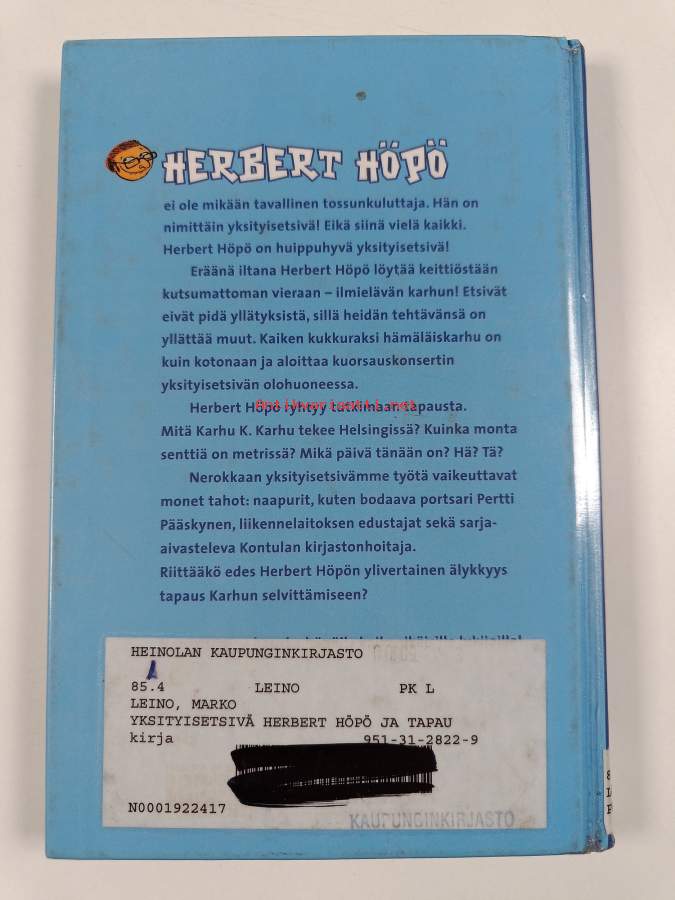 HERBERT HÖPÖ
ei ole mikään tavallinen tossunkuluttaja. Hän on
nimittäin yksityisetsivä! Eikä siinä vielä kaikki.
Herbert Höpö on huippuhyvä yksityisetsivä!
Eräänä iltana Herbert Höpö löytää keittiöstään
kutsumattoman vieraan – ilmielävän karhun! Etsivät
eivät pidä yllätyksistä, sillä heidän tehtävänsä on
yllättää muut. Kaiken kukkuraksi hämäläiskarhu on
kuin kotonaan ja aloittaa kuorsauskonsertin
yksityisetsivän olohuoneessa.
Antikvariaatti.net
Herbert Höpö ryhtyy tutkimaan tapausta.
Mitä Karhu K. Karhu tekee Helsingissä? Kuinka monta
senttiä on metrissä? Mikä päivä tänään on? Hä? Tä?
Nerokkaan yksityisetsivämme työtä vaikeuttavat
monet tahot: naapurit, kuten bodaava portsari Pertti
Pääskynen, liikennelaitoksen edustajat sekä sarja-
aivasteleva Kontulan kirjastonhoitaja.
Riittääkö edes Herbert Höpön ylivertainen älykkyys
tapaus Karhun selvittämiseen?
HEINOLAN KAUPUNGINKIRJASTO
85.4 LEINO PK L
LEINO, MARKO
YKSITYISETSIVÄ HERBERT HÖPÖ JA TAPAU
kirja 951-31-2822-9
N0001922417
KAUPUNGINKIRJASTO